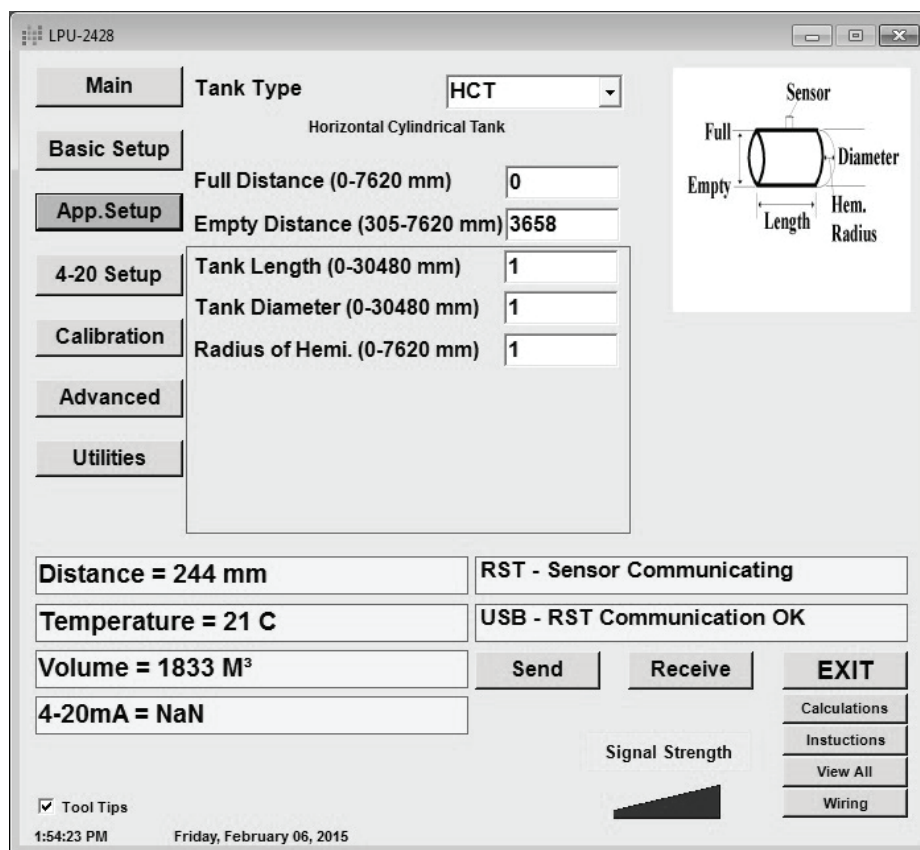 LPU-2428
Main
Tank Type
HCT
Horizontal Cylindrical Tank
Basic Setup
Full Distance (0-7620 mm)
0
App.Setup
Empty Distance (305-7620 mm)
3658
4-20 Setup
Tank Length (0-30480 mm)
1
Tank Diameter (0-30480 mm)
1
Calibration
Radius of Hemi. (0-7620 mm)
1
Advanced
Utilities
Sensor
Full
Diameter
Empty
Length
Hem.
Radius
Distance = 244 mm
RST - Sensor Communicating
Temperature = 21 C
USB - RST Communication OK
Volume = 1833 M³
Send
Receive
EXIT
4-20mA = NaN
Calculations
Instuctions
Signal Strength
View All
Wiring
Tool Tips
1:54:23 PM
Friday, February 06, 2015